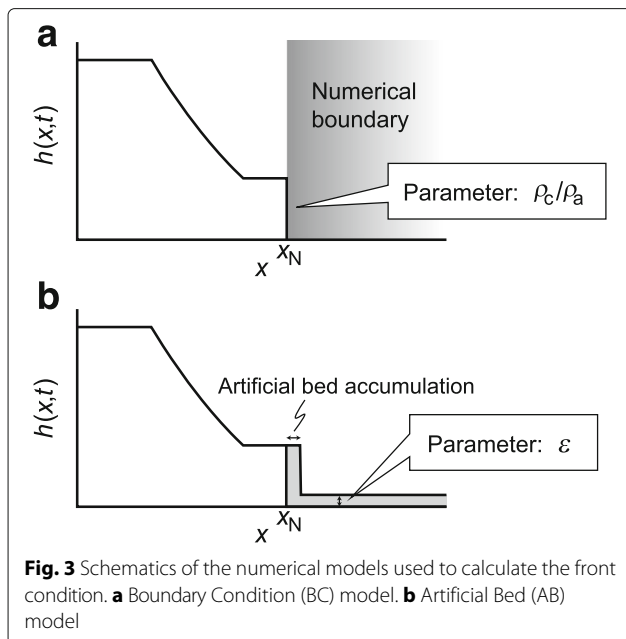 a
h(x,t)
Numerical
boundary
Parameter: ρc/ρa
xN
x
b
h(x,t)
Artificial bed accumulation
Parameter: ε
xN
x
Fig. 3 Schematics of the numerical models used to calculate the front
condition. a Boundary Condition (BC) model. b Artificial Bed (AB)
model